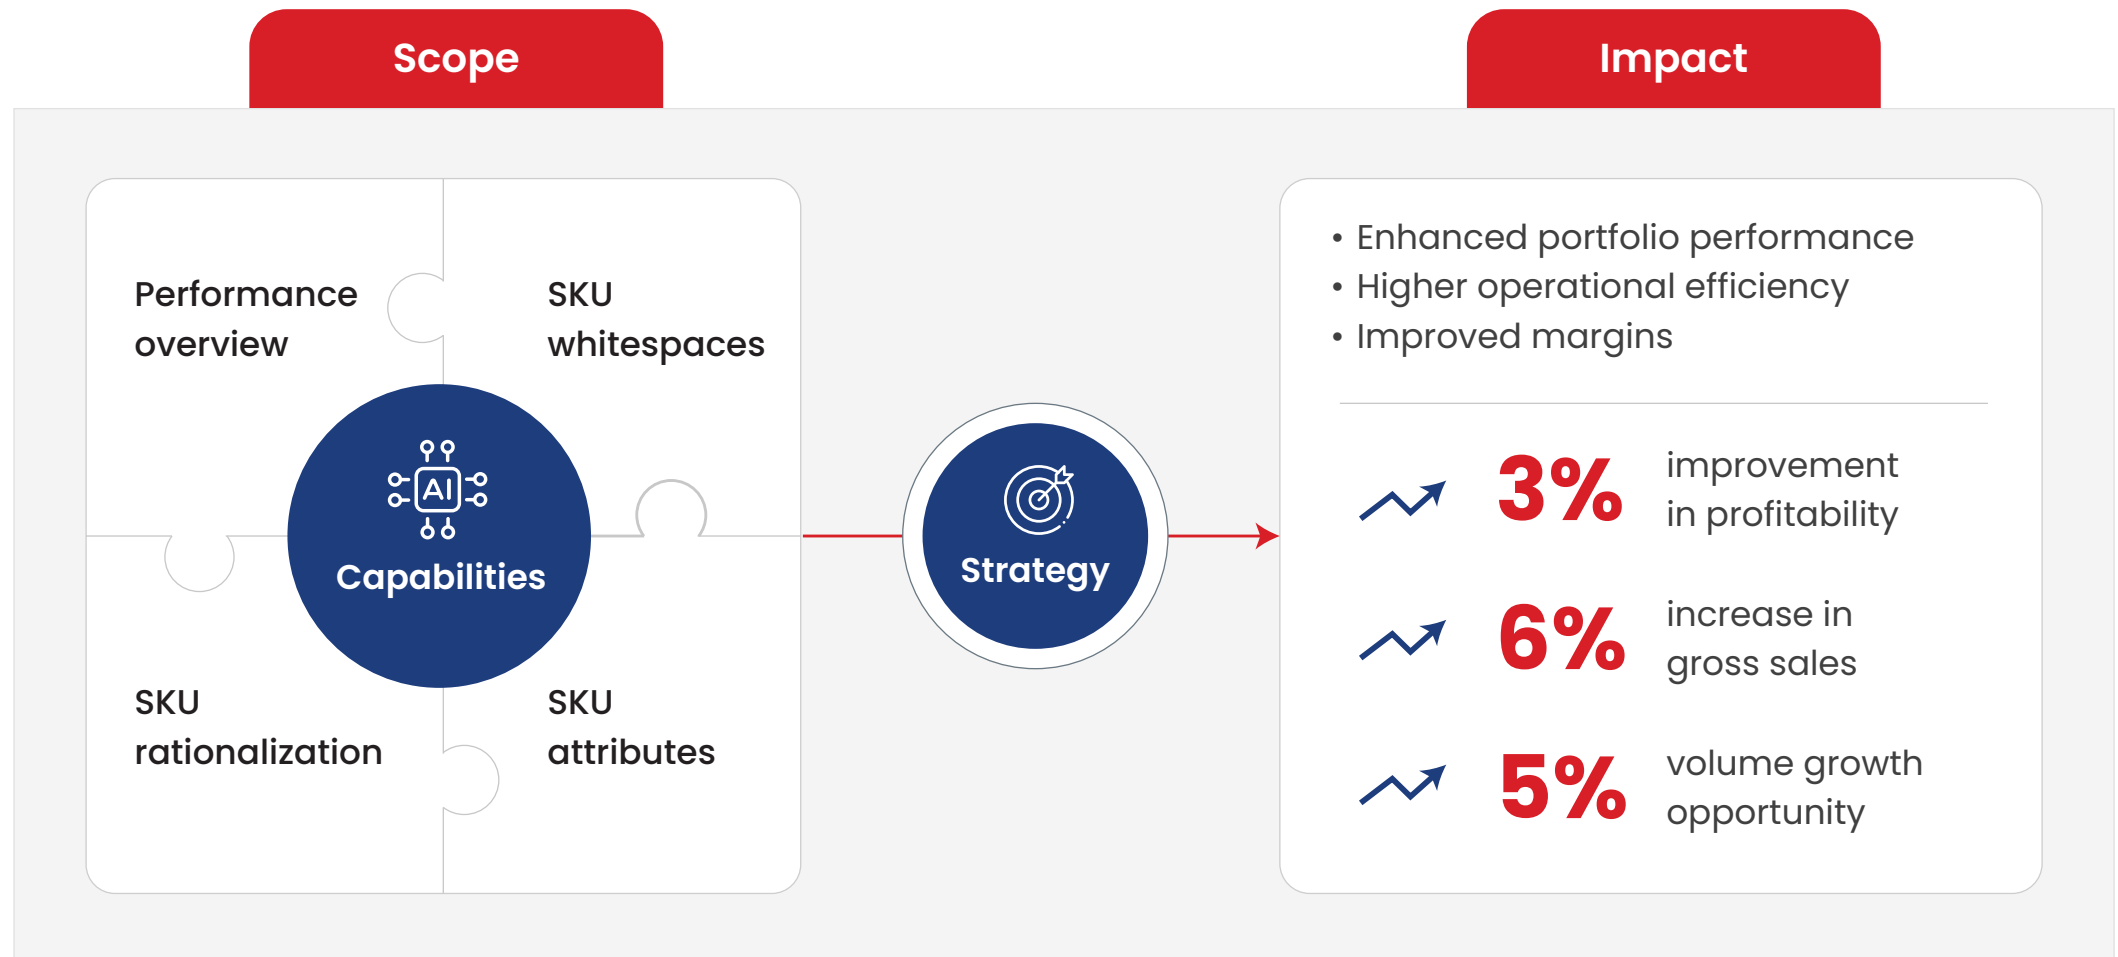 Scope
Impact
Performance
overview
SKU
whitespaces
AI
Capabilities
SKU
rationalization
SKU
attributes
Strategy
• Enhanced portfolio performance
• Higher operational efficiency
• Improved margins
3%
improvement
in profitability
6%
increase in
gross sales
5%
volume growth
opportunity